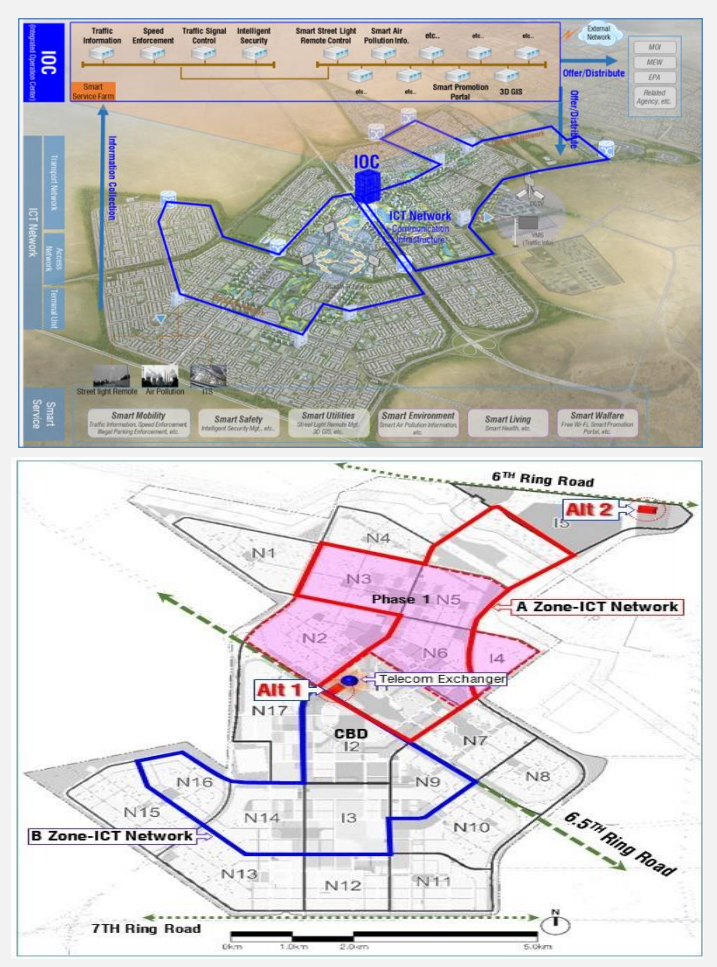 IOC
(Integrated Operation Center)
Traffic
Information
Speed
Enforcement
Traffic Signal
Control
Intelligent
Security
Smart Street Light
Remote Control
Smart Air
Pollution Info.
etc..
etc..
etc..
Smart
Service Farm
etc..
etc..
Smart Promotion
Portal
3D GIS
External
Network
Offer/Distribute
Offer/Distribute
MOI
MEW
EPA
Related
Agency, etc.
Information Collection
ICT Network
Transport Network
Access
Network
Terminal Unit
IOC
ICT Network
Communication
Infrastructure
CCTV
VMS
(Traffic Info)
Street light Remote
Air Pollution
ITS
Smart
Service
Smart Mobility
Traffic Information, Speed Enforcement
Illegal Parking Enforcement, etc.
Smart Safety
Intelligent Security Mgt., etc.
Smart Utilities
Street Light Remote Mgt.
3D GIS, etc.
Smart Environment
Smart Air Pollution Information,
etc.
Smart Living
Smart Health, etc.
Smart Walfare
Free Wi-Fi, Smart Promotion
Portal, etc.
6TH Ring Road
Alt 2
I5
N1
N4
N3
Phase 1
N5
A Zone-ICT Network
N2
N6
I4
Telecom Exchanger
Alt 1
I1
N17
CBD
I2
N7
N16
N9
N8
N15
N14
I3
N10
6.5TH Ring Road
B Zone-ICT Network
N13
N12
N11
7TH Ring Road
N
0km
1.0km
2.0km
5.0km